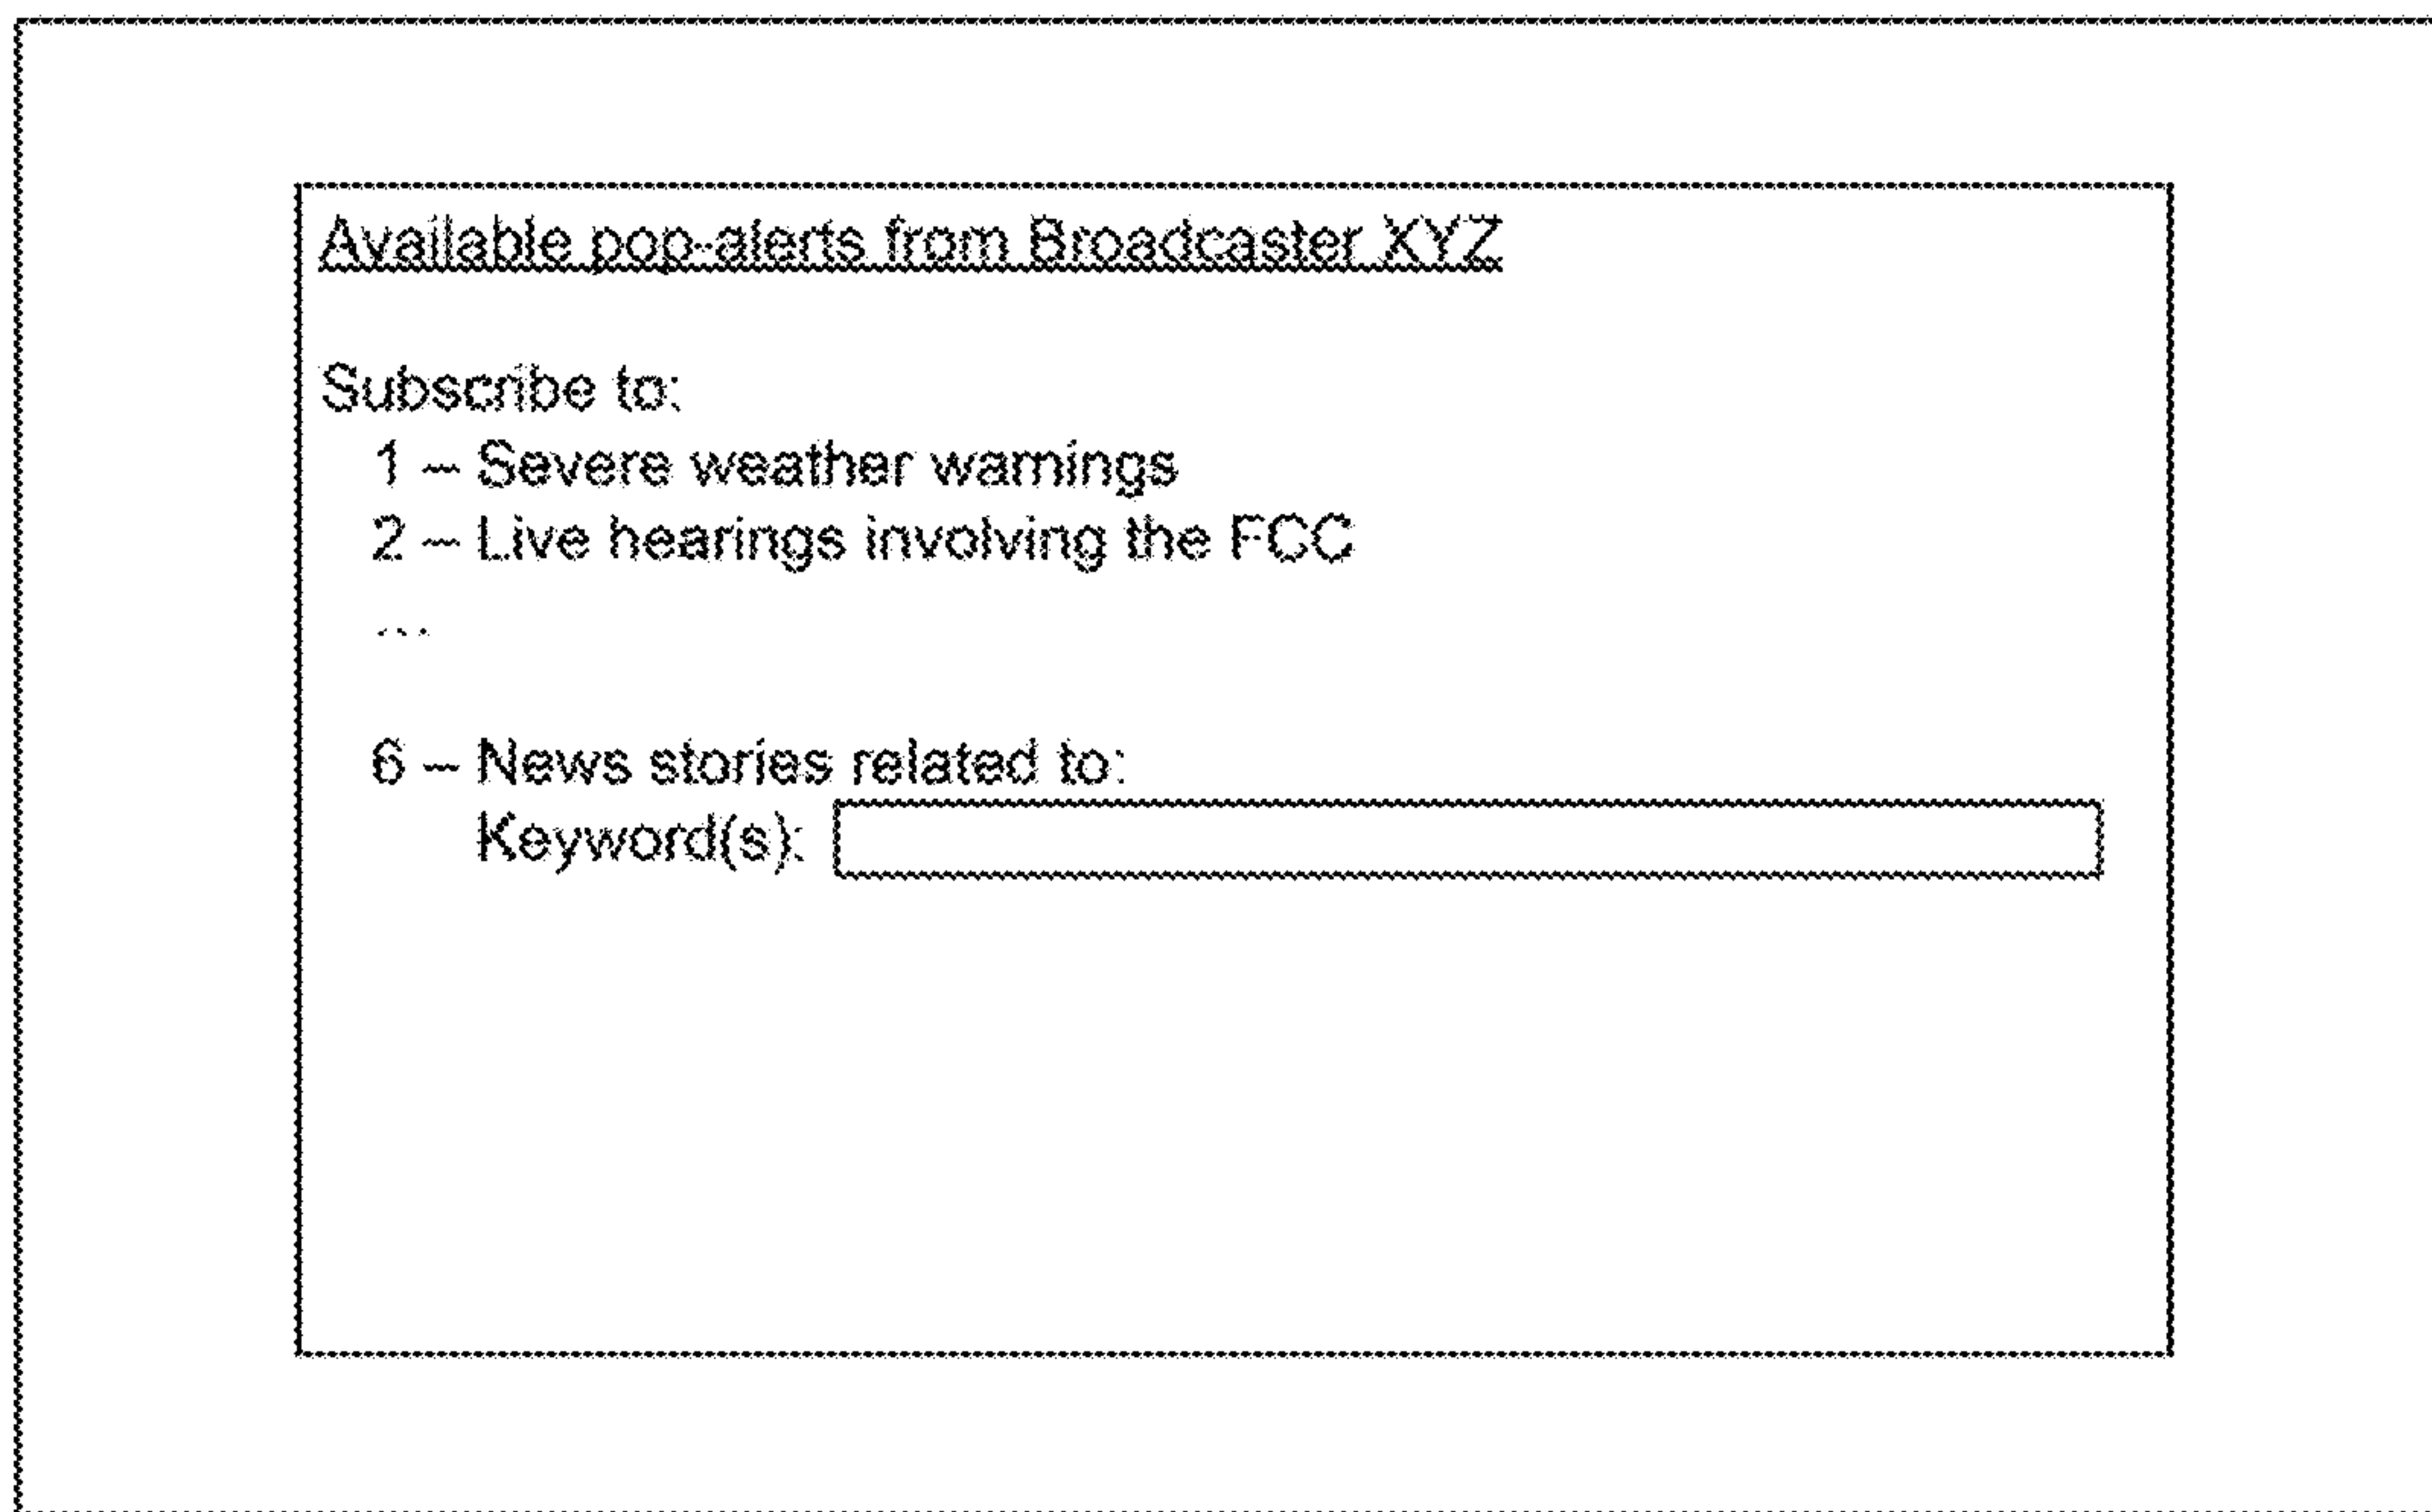 Available pop-alerts from Broadcaster XYZ
Subscribe to:
1 – Severe weather warnings
2 – Live hearings involving the FCC
...
6 – News stories related to:
Keyword(s):